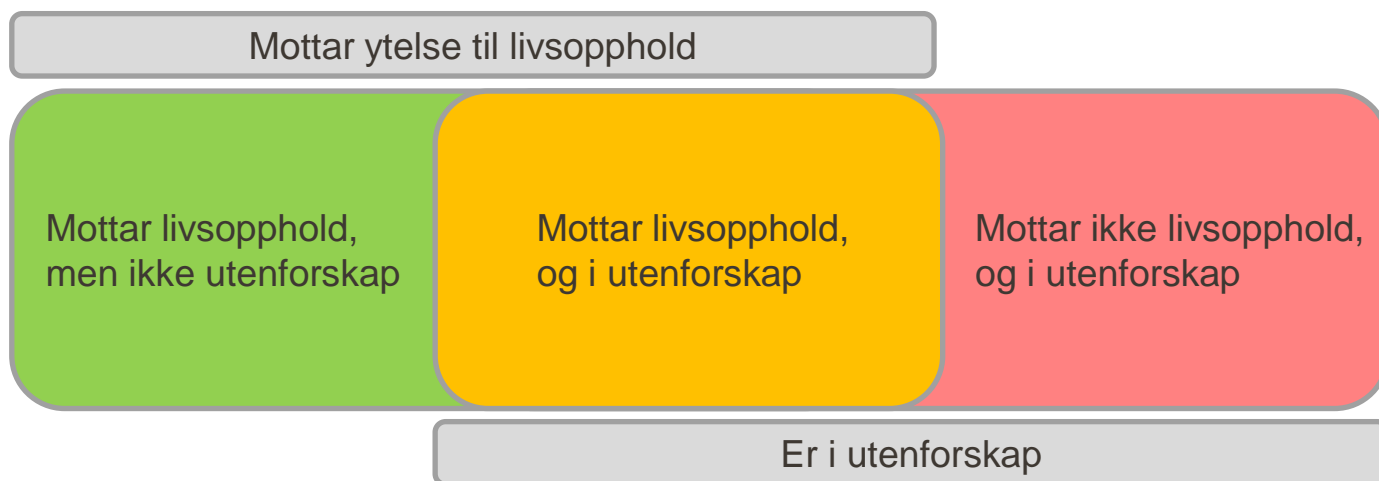 Mottar ytelse til livsopphold
Mottar livsopphold,
men ikke utenforskap
Mottar livsopphold,
og i utenforskap
Mottar ikke livsopphold,
og i utenforskap
Er i utenforskap